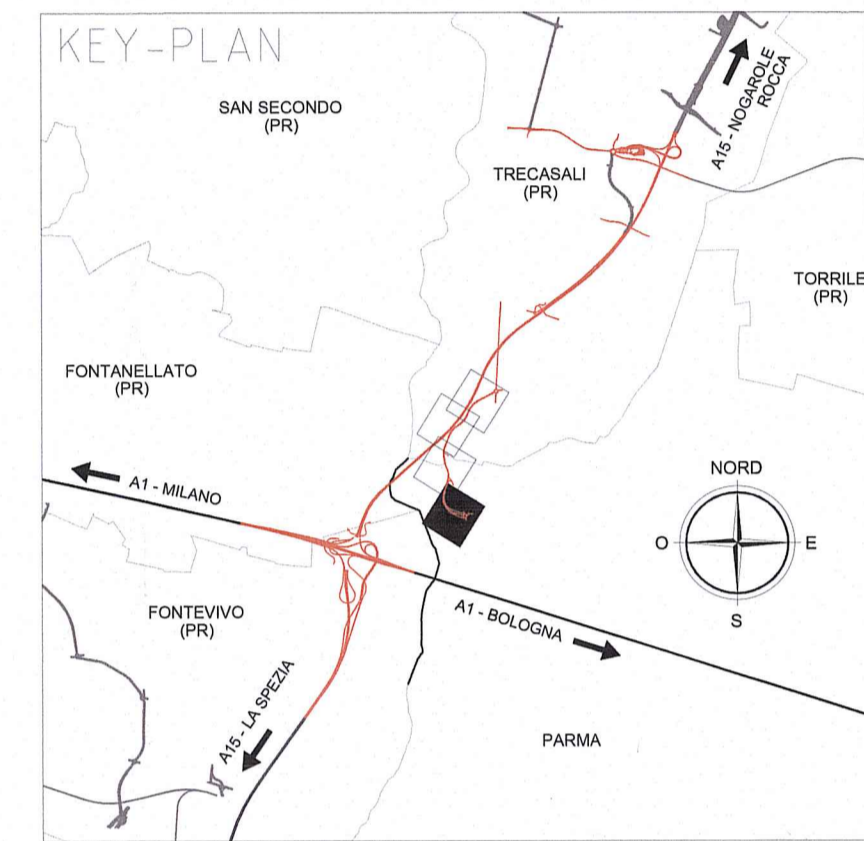 KEY-PLAN
SAN SECONDO
(PR)
A15 - NOGAROLE
ROCCA
TRECASALI
(PR)
TORRILE
(PR)
FONTANELLATO
(PR)
A1 - MILANO
NORD
O
E
S
FONTEVIVO
(PR)
A1 - BOLOGNA
A15 - LA SPEZIA
PARMA